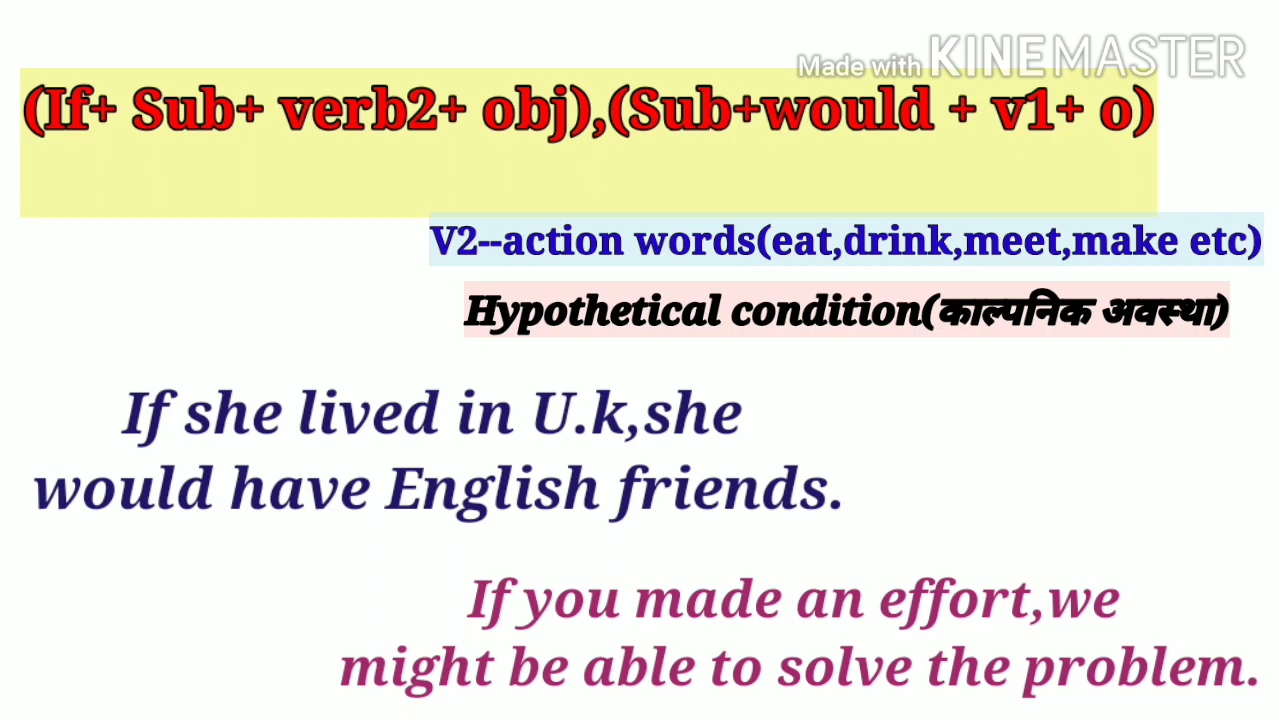 Made with KINEMASTER
(If+ Sub+ verb2+ obj),(Sub+would + v1+ o)
V2--action words(eat,drink,meet,make etc)
Hypothetical condition(काल्पनिक अवस्था)
If she lived in U.k,she
would have English friends.
If you made an effort,we
might be able to solve the problem.